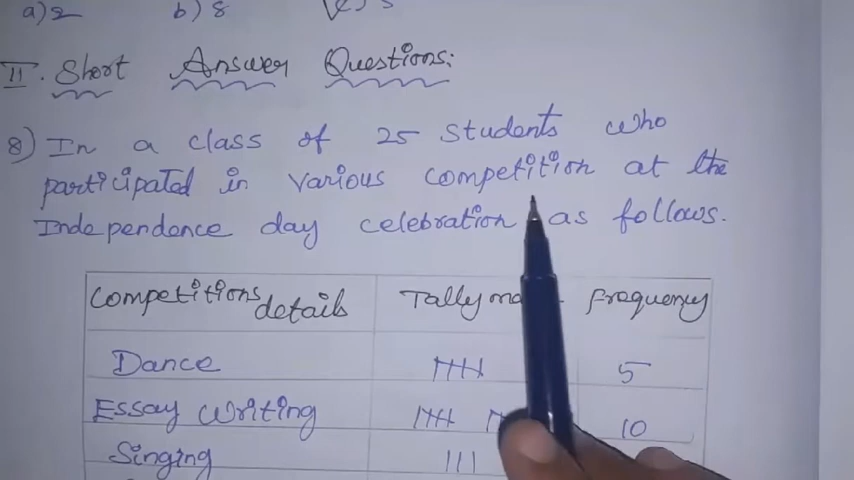 a) 2 b) 8 √c) 5
II. Short Answer Questions:
8) In a class of 25 students who
participated in various competition at the
Independence day celebration as follows.
Competitions details Tally Frequency
Dance 5
Essay Writing 10
Singing |||